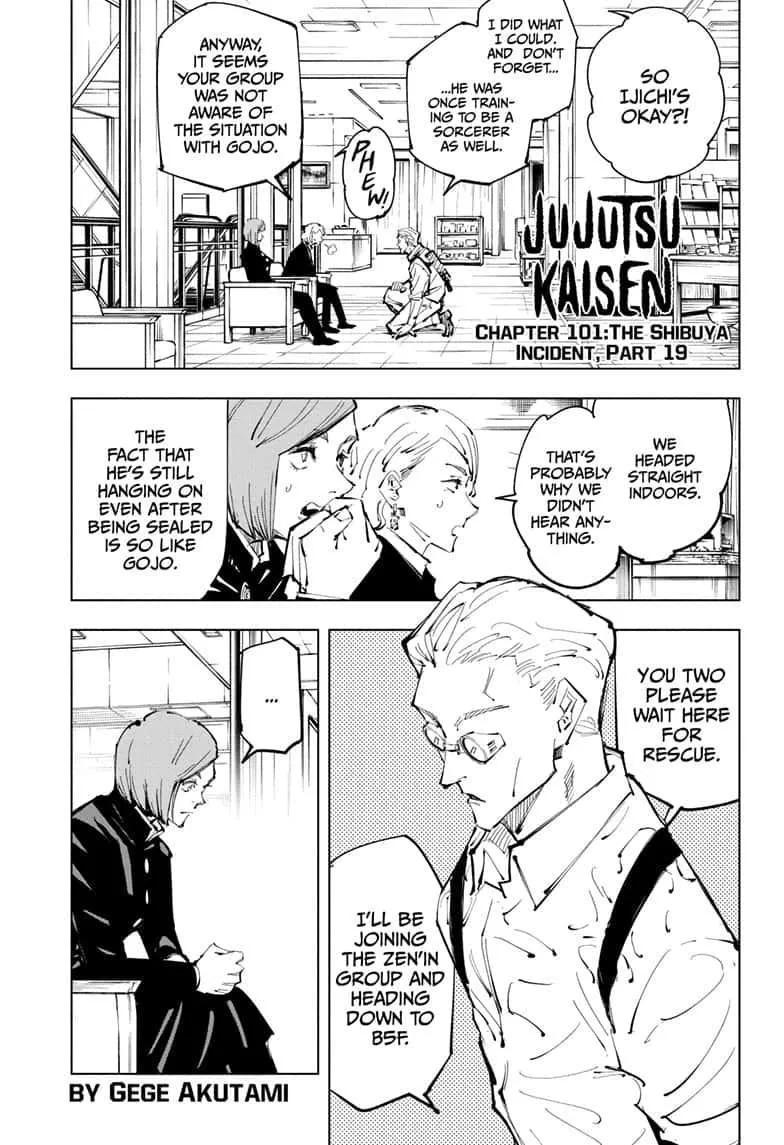 SO
IJICHI'S
OKAY?!
I DID WHAT
I COULD.
AND DON'T
FORGET...
...HE WAS
ONCE TRAIN-
ING TO BE A
SORCERER
AS WELL.
PHEW!
ANYWAY,
IT SEEMS
YOUR GROUP
WAS NOT
AWARE OF
THE SITUATION
WITH GOJO.
JUJUTSU
KAISEN
CHAPTER 101:THE SHIBUYA
INCIDENT, PART 19
WE
HEADED
STRAIGHT
INDOORS.
THAT'S
PROBABLY
WHY WE
DIDN'T
HEAR ANY-
THING.
THE
FACT THAT
HE'S STILL
HANGING ON
EVEN AFTER
BEING SEALED
IS SO LIKE
GOJO.
YOU TWO
PLEASE
WAIT HERE
FOR
RESCUE.
I'LL BE
JOINING
THE ZEN'IN
GROUP AND
HEADING
DOWN TO
B5F.
...
BY GEGE AKUTAMI